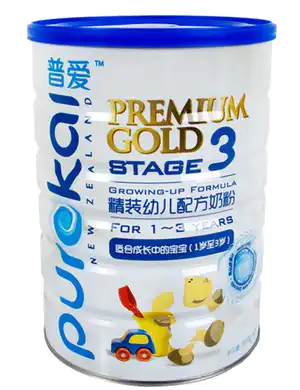 普爱™
purekai
NEW ZEALAND
PREMIUM
GOLD
STAGE 3
GROWING-UP FORMULA
精装幼儿配方奶粉
FOR 1~3 YEARS
适合成长中的宝宝(1岁至3岁)